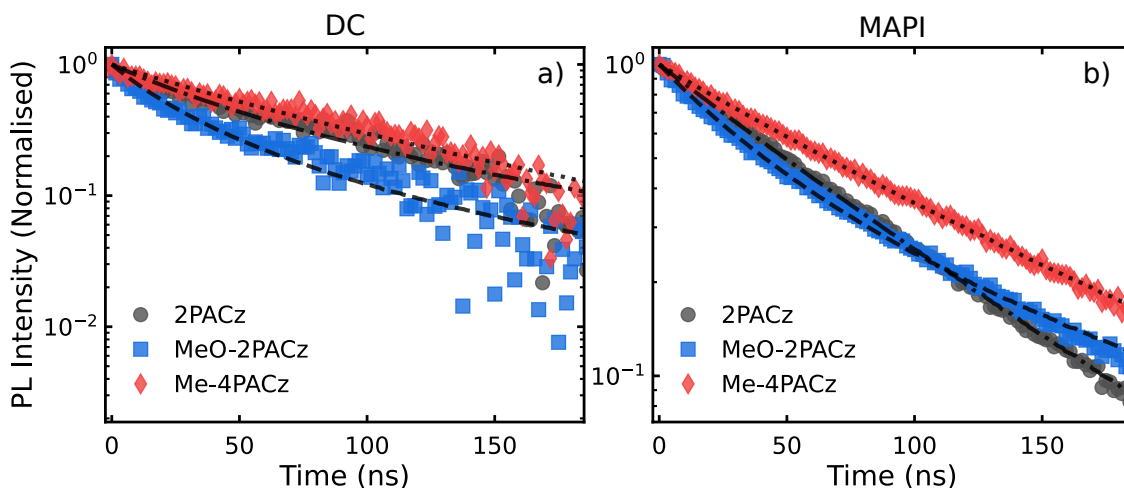 DC
MAPI
a)
b)
PL Intensity (Normalised)
10⁰
10⁻¹
10⁻²
2PACz
MeO-2PACz
Me-4PACz
0
50
100
150
Time (ns)
10⁰
10⁻¹
2PACz
MeO-2PACz
Me-4PACz
0
50
100
150
Time (ns)